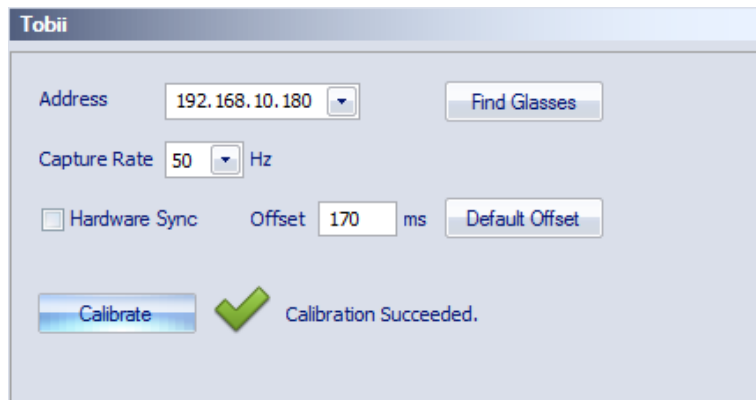 Tobii
Address 192.168.10.180 Find Glasses
Capture Rate 50 Hz
Hardware Sync Offset 170 ms Default Offset
Calibrate Calibration Succeeded.